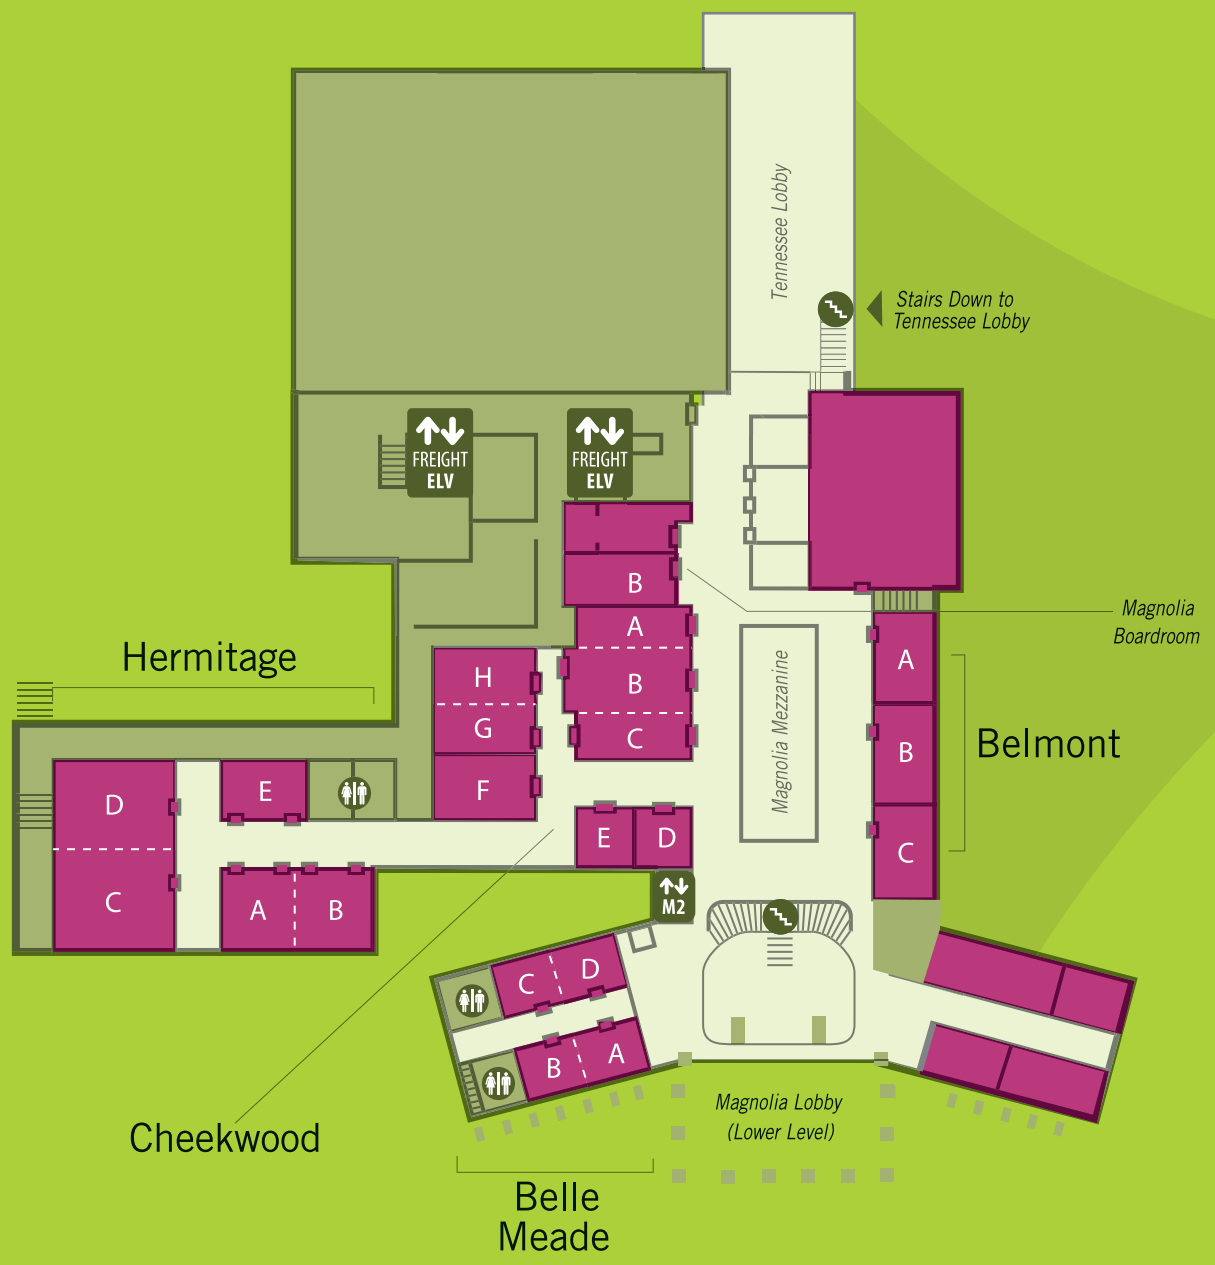 Tennessee Lobby
Stairs Down to
Tennessee Lobby
FREIGHT
ELV
FREIGHT
ELV
B
A
B
C
Magnolia
Boardroom
Hermitage
H
G
F
Magnolia Mezzanine
A
B
C
Belmont
D
C
E
A
B
E
D
M2
C
D
B
A
Cheekwood
Magnolia Lobby
(Lower Level)
Belle
Meade